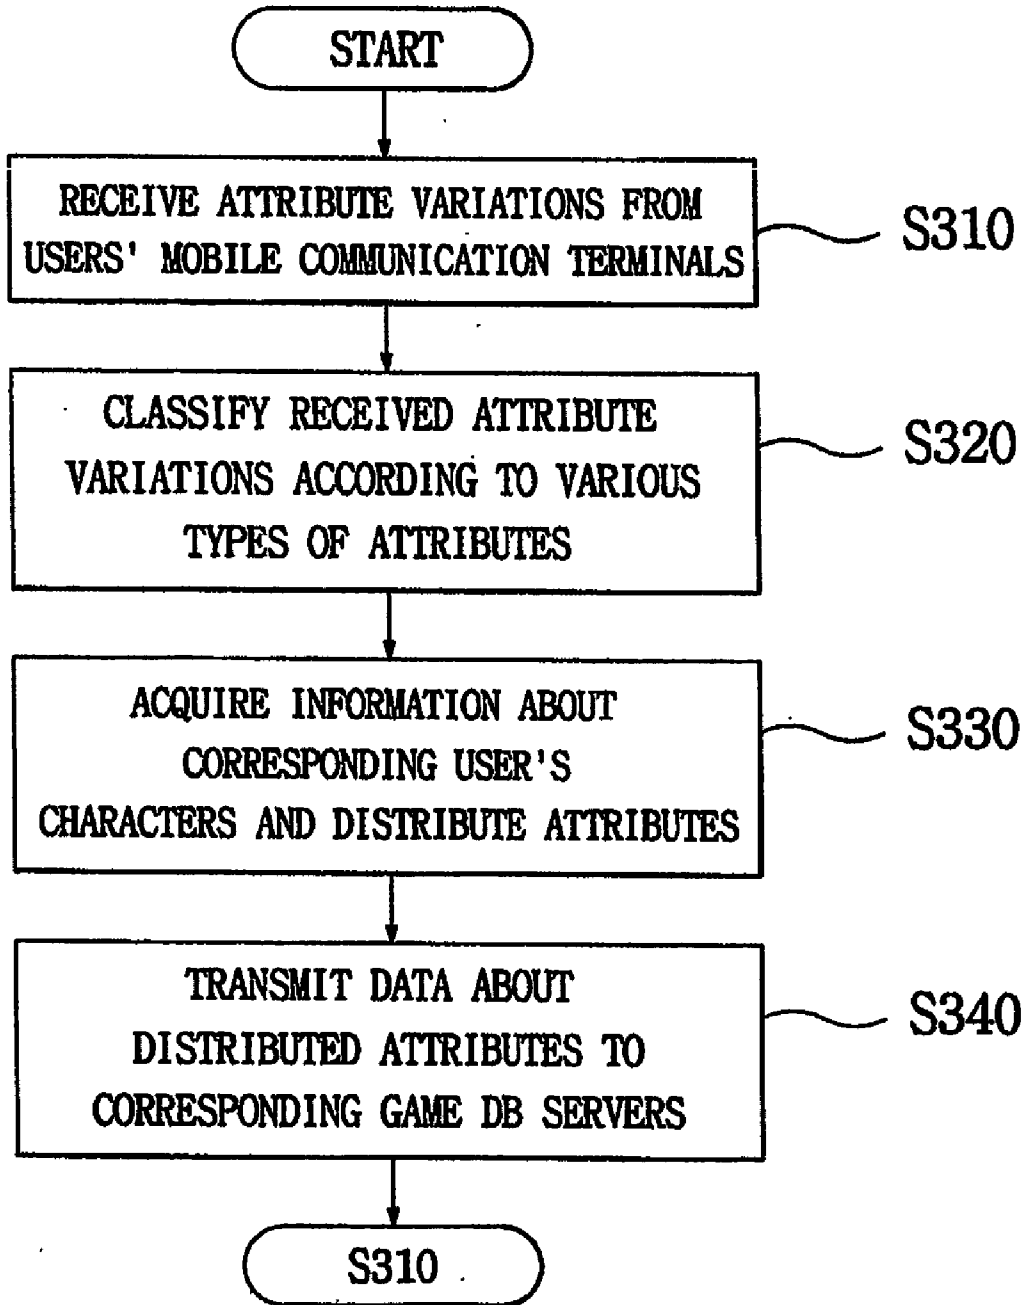 START
RECEIVE ATTRIBUTE VARIATIONS FROM
USERS' MOBILE COMMUNICATION TERMINALS
S310
CLASSIFY RECEIVED ATTRIBUTE
VARIATIONS ACCORDING TO VARIOUS
TYPES OF ATTRIBUTES
S320
ACQUIRE INFORMATION ABOUT
CORRESPONDING USER'S
CHARACTERS AND DISTRIBUTE ATTRIBUTES
S330
TRANSMIT DATA ABOUT
DISTRIBUTED ATTRIBUTES TO
CORRESPONDING GAME DB SERVERS
S340
S310